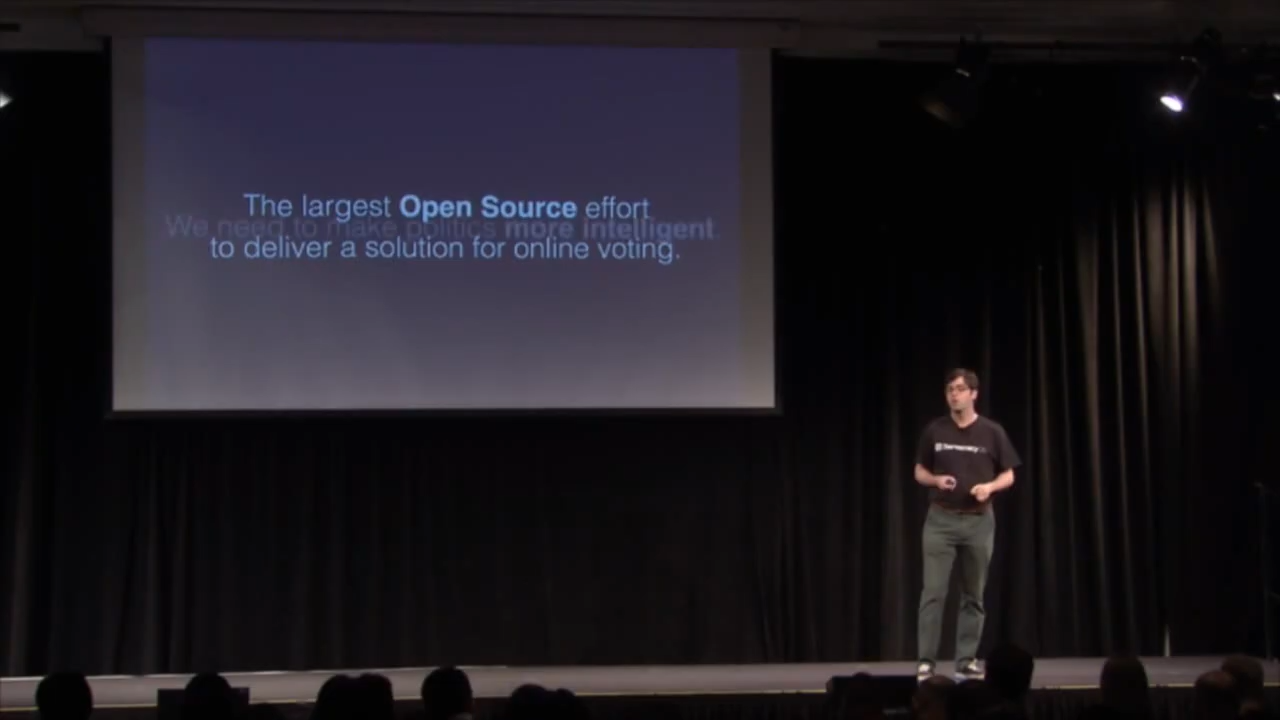 The largest Open Source effort
We need to make politics more intelligent
to deliver a solution for online voting.